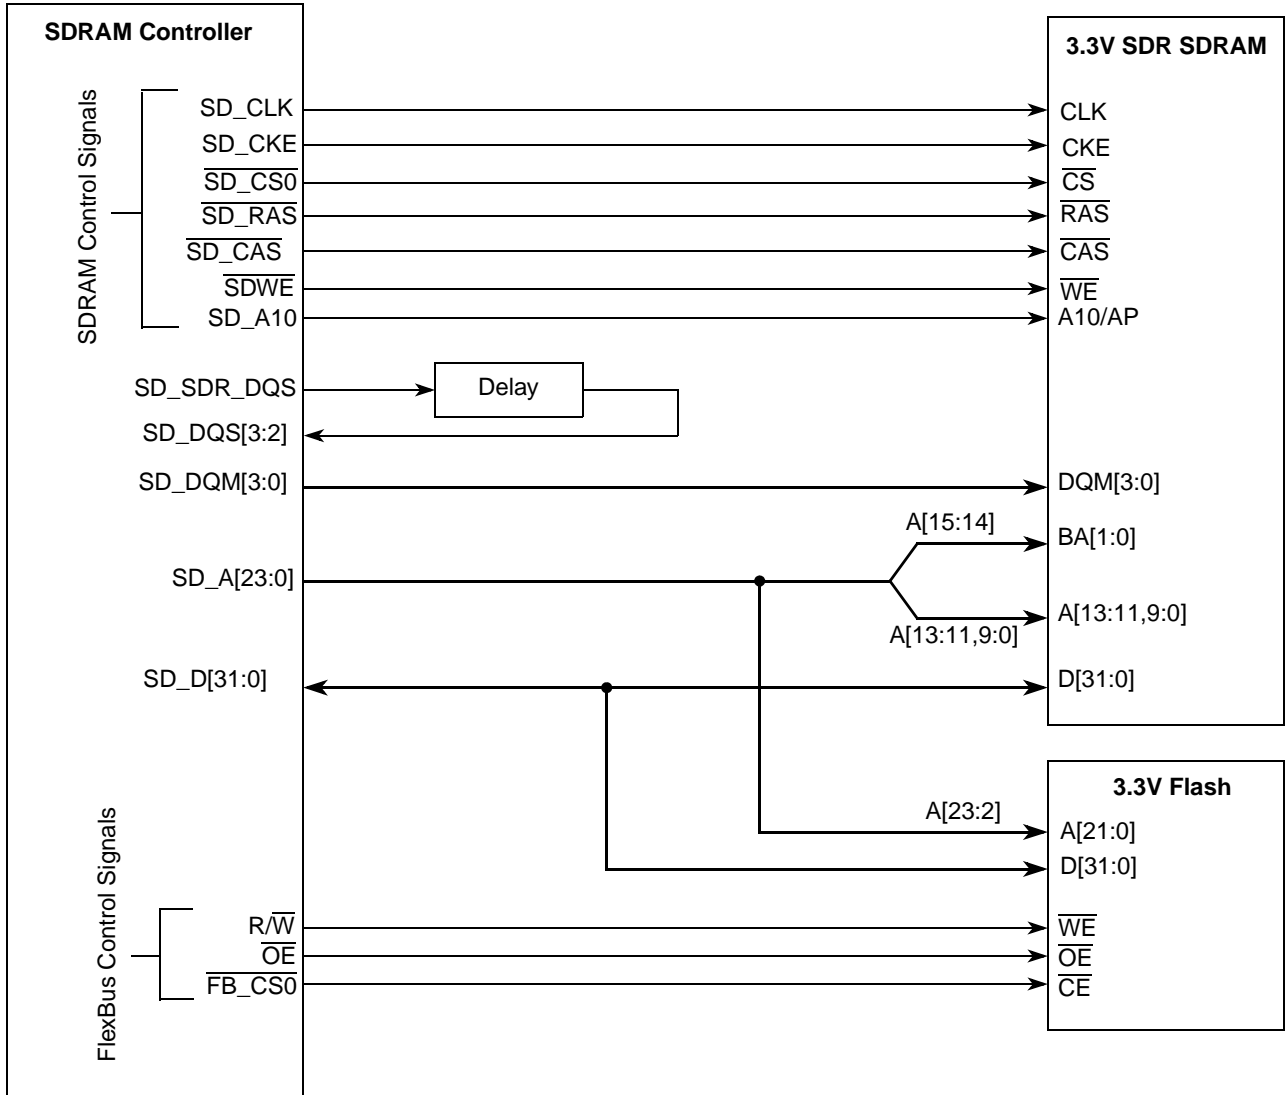 SDRAM Controller
SDRAM Control Signals
SD_CLK
SD_CKE
SD_CS0
SD_RAS
SD_CAS
SDWE
SD_A10
SD_SDR_DQS
Delay
SD_DQS[3:2]
SD_DQM[3:0]
SD_A[23:0]
A[15:14]
A[13:11,9:0]
SD_D[31:0]
A[23:2]
FlexBus Control Signals
R/W
OE
FB_CS0
3.3V SDR SDRAM
CLK
CKE
CS
RAS
CAS
WE
A10/AP
DQM[3:0]
BA[1:0]
A[13:11,9:0]
D[31:0]
3.3V Flash
A[21:0]
D[31:0]
WE
OE
CE